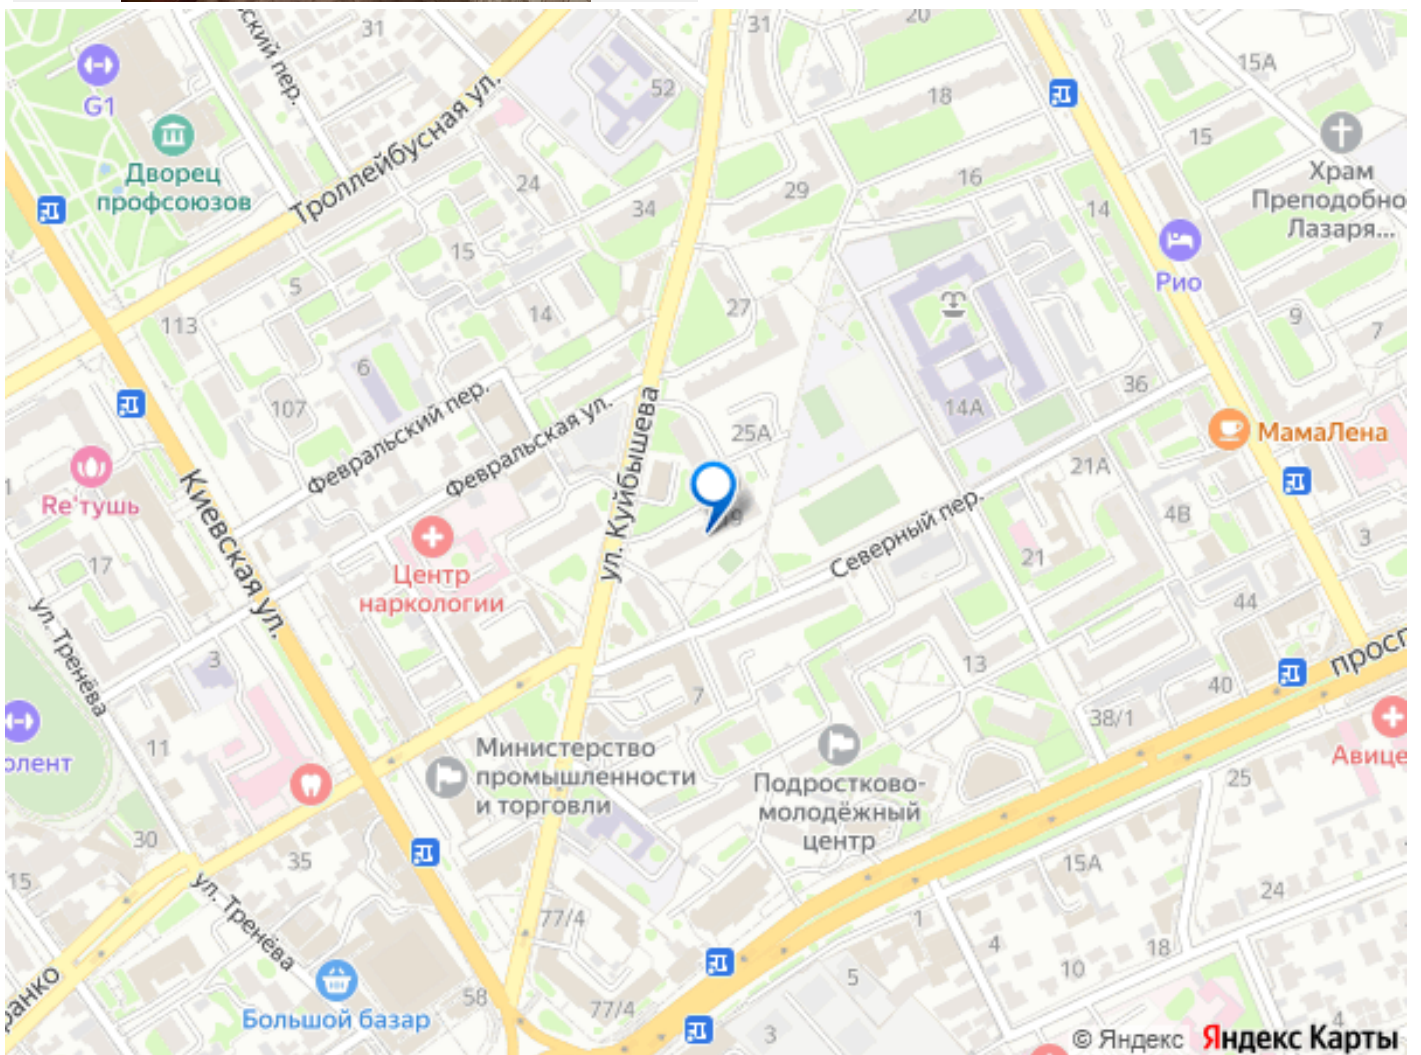 31
20
31
ский пер.
15А
G1
52
18
Троллейбусная ул.
15
Дворец
профсоюзов
24
29
16
Храм
Преподобно
Лазаря...
34
14
15
Рио
5
27
14
113
9
7
6
36
107
Февральский пер.
14А
Февральская ул.
ул. Куйбышева
25А
МамаЛена
21А
Re'тушь
Киевская ул.
4В
Северный пер.
3
17
Центр
наркологии
21
ул. Тренёва
44
3
13
просп
7
40
38/1
11
олент
Министерство
промышленности
и торговли
Подростково-
молодёжный
центр
Авице
25
30
35
15А
15
ул. Тренёва
24
77/4
1
4
18
10
5
ранко
58
77/4
Большой базар
3
4
© Яндекс Яндекс Карты